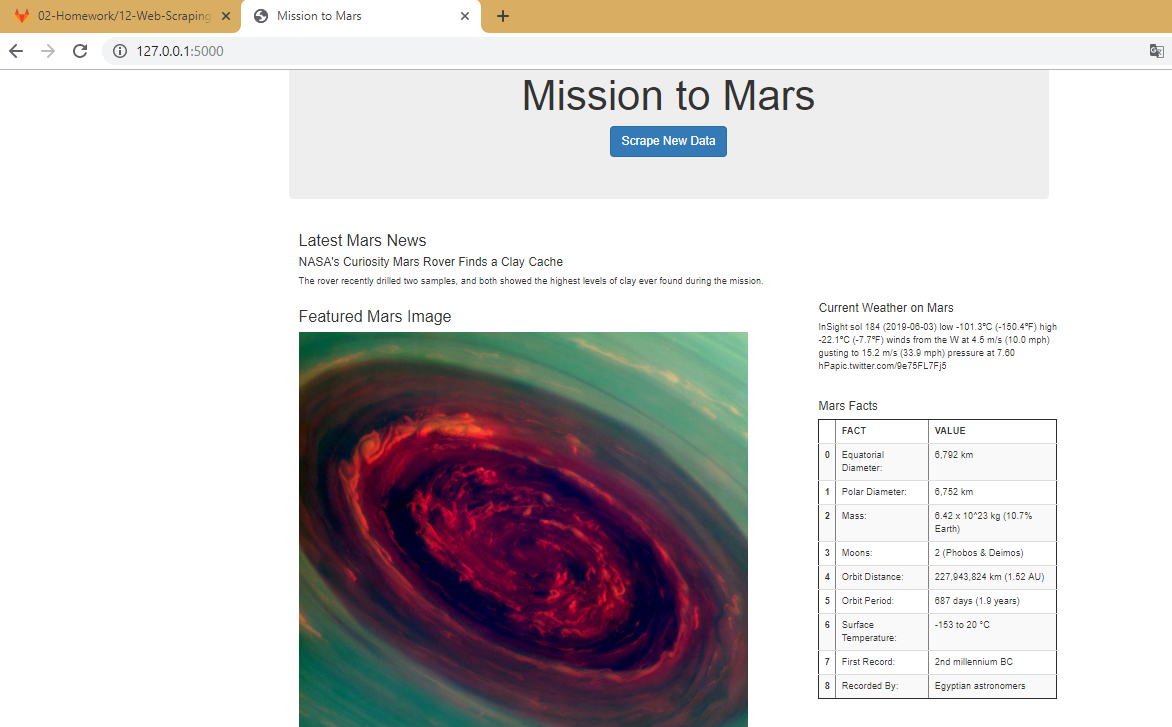 02-Homework/12-Web-Scraping
Mission to Mars
127.0.0.1:5000
Mission to Mars
Scrape New Data
Latest Mars News
NASA's Curiosity Mars Rover Finds a Clay Cache
The rover recently drilled two samples, and both showed the highest levels of clay ever found during the mission.
Featured Mars Image
Current Weather on Mars
InSight sol 184 (2019-06-03) low -101.3ºC (-150.4ºF) high
-22.1ºC (-7.7ºF) winds from the W at 4.5 m/s (10.0 mph)
gusting to 15.2 m/s (33.9 mph) pressure at 7.60
hPapic.twitter.com/9e75FL7Fj5
Mars Facts
FACT VALUE
0 Equatorial 6,792 km
Diameter:
1 Polar Diameter: 6,752 km
2 Mass: 6.42 x 10^23 kg (10.7%
Earth)
3 Moons: 2 (Phobos & Deimos)
4 Orbit Distance: 227,943,824 km (1.52 AU)
5 Orbit Period: 687 days (1.9 years)
6 Surface -153 to 20 °C
Temperature:
7 First Record: 2nd millennium BC
8 Recorded By: Egyptian astronomers